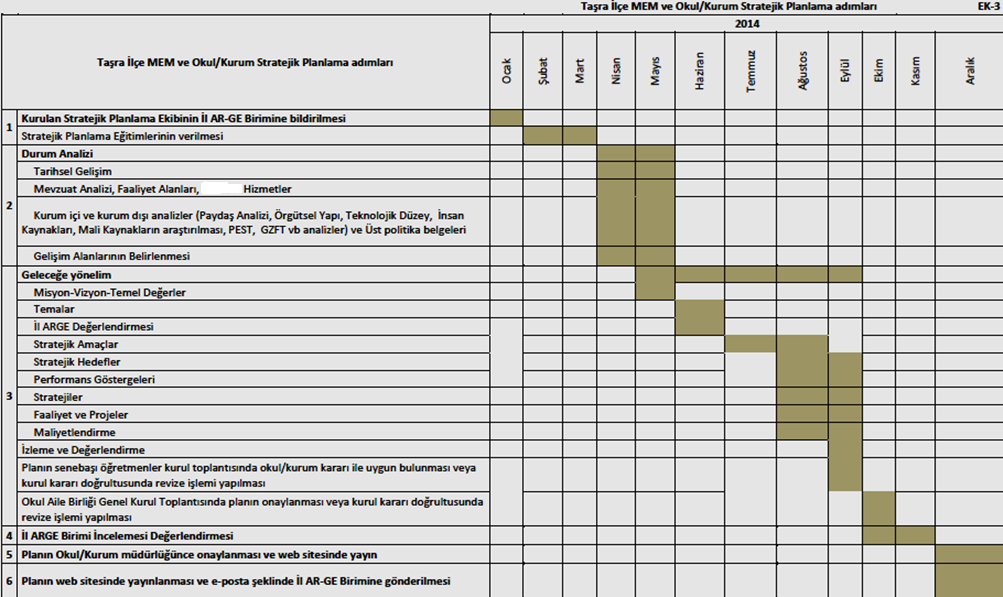 Taşra İlçe MEM ve Okul/Kurum Stratejik Planlama adımları EK-3
Taşra İlçe MEM ve Okul/Kurum Stratejik Planlama adımları
2014
Ocak Şubat Mart Nisan Mayıs Haziran Temmuz Ağustos Eylül Ekim Kasım Aralık
1 Kurulan Stratejik Planlama Ekibinin İl AR-GE Birimine bildirilmesi
Stratejik Planlama Eğitimlerinin verilmesi
2 Durum Analizi
Tarihsel Gelişim
Mevzuat Analizi, Faaliyet Alanları, Hizmetler
Kurum içi ve kurum dışı analizler (Paydaş Analizi, Örgütsel Yapı, Teknolojik Düzey, İnsan
Kaynakları, Mali Kaynakların araştırılması, PEST, GZFT vb analizler) ve Üst politika belgeleri
Gelişim Alanlarının Belirlenmesi
3 Geleceğe yönelim
Misyon-Vizyon-Temel Değerler
Temalar
İl ARGE Değerlendirmesi
Stratejik Amaçlar
Stratejik Hedefler
Performans Göstergeleri
Stratejiler
Faaliyet ve Projeler
Maliyetlendirme
İzleme ve Değerlendirme
Planın senebaşı öğretmenler kurul toplantısında okul/kurum kararı ile uygun bulunması veya
kurul kararı doğrultusunda revize işlemi yapılması
Okul Aile Birliği Genel Kurul Toplantısında planın onaylanması veya kurul kararı doğrultusunda
revize işlemi yapılması
4 İl ARGE Birimi İncelemesi Değerlendirmesi
5 Planın Okul/Kurum müdürlüğünce onaylanması ve web sitesinde yayın
6 Planın web sitesinde yayınlanması ve e-posta şeklinde İl AR-GE Birimine gönderilmesi